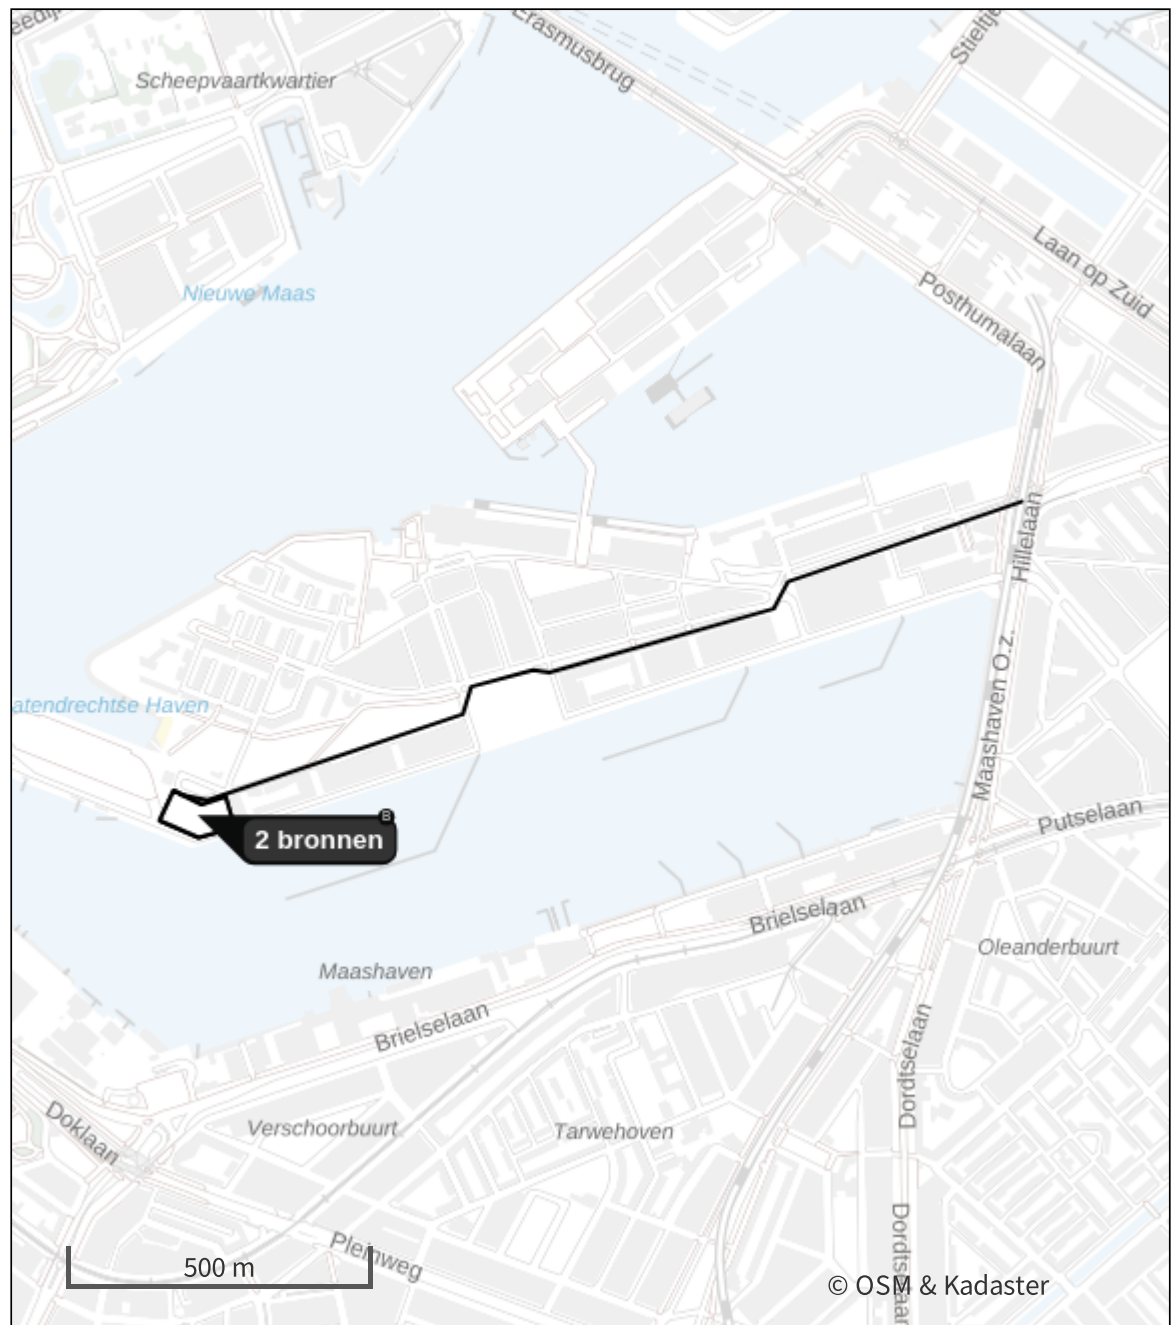 Erasmusbrug
Scheepvaartkwartier
Nieuwe Maas
Laan op Zuid
Posthumalaan
Hillelaan
atendrechtse Haven
Maashaven O.z.
2 bronnen
B
Putselaan
Brielselaan
Oleanderbuurt
Maashaven
Brielselaan
Dorptselaan
Doklaan
Verschoorbuurt
Tarwehoven
Pleinweg
500 m
© OSM & Kadaster